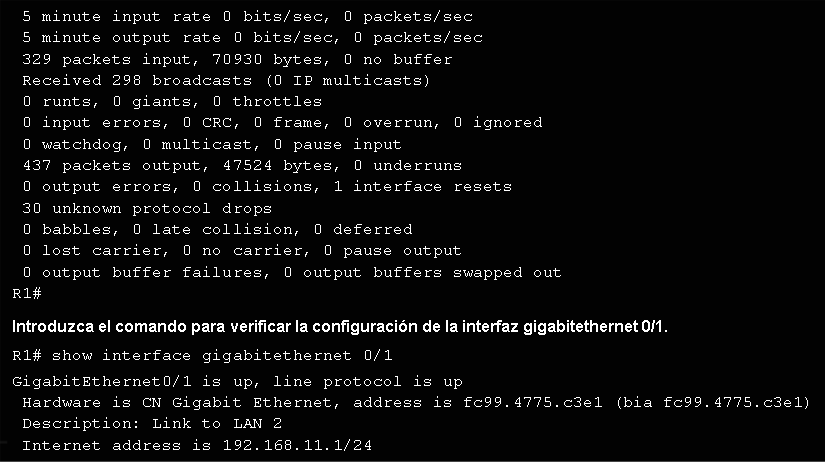 5 minute input rate 0 bits/sec, 0 packets/sec
5 minute output rate 0 bits/sec, 0 packets/sec
329 packets input, 70930 bytes, 0 no buffer
Received 298 broadcasts (0 IP multicasts)
0 runts, 0 giants, 0 throttles
0 input errors, 0 CRC, 0 frame, 0 overrun, 0 ignored
0 watchdog, 0 multicast, 0 pause input
437 packets output, 47524 bytes, 0 underruns
0 output errors, 0 collisions, 1 interface resets
30 unknown protocol drops
0 babbles, 0 late collision, 0 deferred
0 lost carrier, 0 no carrier, 0 pause output
0 output buffer failures, 0 output buffers swapped out
R1#
Introduzca el comando para verificar la configuración de la interfaz gigabitethernet 0/1.
R1# show interface gigabitethernet 0/1
GigabitEthernet0/1 is up, line protocol is up
Hardware is CN Gigabit Ethernet, address is fc99.4775.c3e1 (bia fc99.4775.c3e1)
Description: Link to LAN 2
Internet address is 192.168.11.1/24